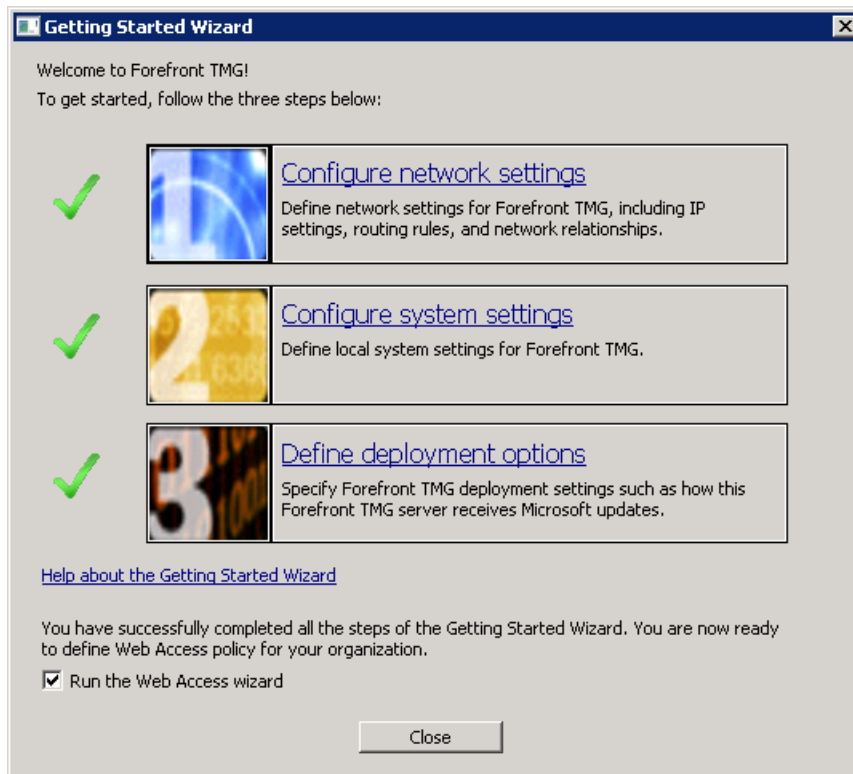 Getting Started Wizard
Welcome to Forefront TMG!
To get started, follow the three steps below:
1
Configure network settings
Define network settings for Forefront TMG, including IP
settings, routing rules, and network relationships.
2
Configure system settings
Define local system settings for Forefront TMG.
3
Define deployment options
Specify Forefront TMG deployment settings such as how this
Forefront TMG server receives Microsoft updates.
Help about the Getting Started Wizard
You have successfully completed all the steps of the Getting Started Wizard. You are now ready
to define Web Access policy for your organization.
Run the Web Access wizard
Close